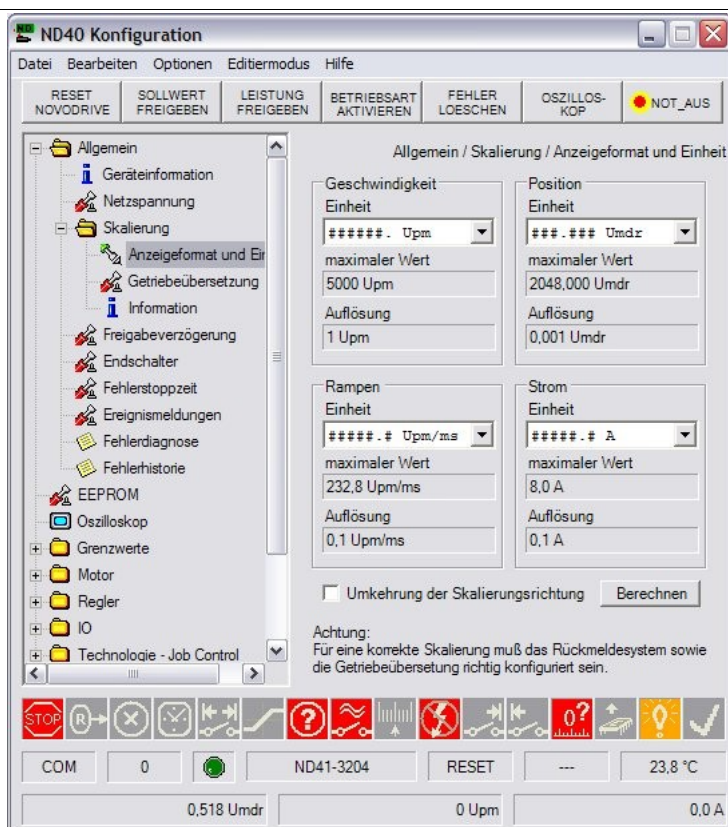 ND40 Konfiguration
Datei Bearbeiten Optionen Editiermodus Hilfe
RESET NOVODRIVE
SOLLWERT FREIGEBEN
LEISTUNG FREIGEBEN
BETRIEBSART AKTIVIEREN
FEHLER LOESCHEN
OSZILLOS-KOP
NOT_AUS
Allgemein
Geräteinformation
Netzspannung
Skalierung
Anzeigeformat und Ein
Getriebeübersetzung
Information
Freigabeverzögerung
Endschalter
Fehlerstoppzeit
Ereignismeldungen
Fehlerdiagnose
Fehlerhistorie
EEPROM
Oszilloskop
Grenzwerte
Motor
Regler
IO
Technologie - Job Control
Allgemein / Skalierung / Anzeigeformat und Einheit
Geschwindigkeit
Einheit
######. Upm
maximaler Wert
5000 Upm
Auflösung
1 Upm
Position
Einheit
###.### Umdr
maximaler Wert
2048,000 Umdr
Auflösung
0,001 Umdr
Rampen
Einheit
#####.# Upm/ms
maximaler Wert
232,8 Upm/ms
Auflösung
0,1 Upm/ms
Strom
Einheit
#####.# A
maximaler Wert
8,0 A
Auflösung
0,1 A
Umkehrung der Skalierungsrichtung
Berechnen
Achtung:
Für eine korrekte Skalierung muß das Rückmeldesystem sowie
die Getriebeübersetung richtig konfiguriert sein.
STOP R ? 0?
COM 0 ND41-3204 RESET --- 23,8 °C
0,518 Umdr 0 Upm 0,0 A